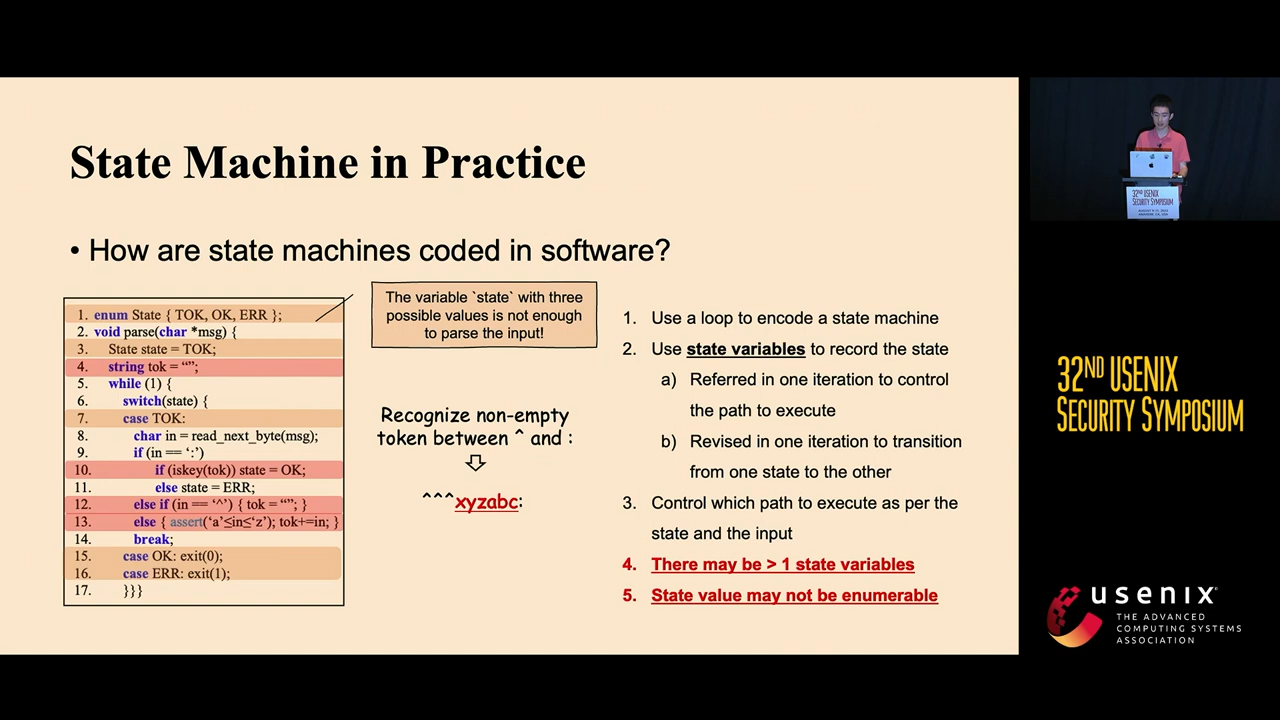 State Machine in Practice
• How are state machines coded in software?
1. enum State { TOK, OK, ERR };
2. void parse(char *msg) {
3. State state = TOK;
4. string tok = “”;
5. while (1) {
6. switch(state) {
7. case TOK:
8. char in = read_next_byte(msg);
9. if (in == ‘:’)
10. if (iskey(tok)) state = OK;
11. else state = ERR;
12. else if (in == ‘^’) { tok = “”; }
13. else { assert(‘a’≤in≤‘z’); tok+=in; }
14. break;
15. case OK: exit(0);
16. case ERR: exit(1);
17. }}}
The variable `state` with three
possible values is not enough
to parse the input!
Recognize non-empty
token between ^ and :
^^^xyzabc:
1. Use a loop to encode a state machine
2. Use state variables to record the state
a) Referred in one iteration to control
the path to execute
b) Revised in one iteration to transition
from one state to the other
3. Control which path to execute as per the
state and the input
4. There may be > 1 state variables
5. State value may not be enumerable
32ND USENIX
SECURITY SYMPOSIUM
32ND USENIX
SECURITY SYMPOSIUM
usenix
THE ADVANCED
COMPUTING SYSTEMS
ASSOCIATION